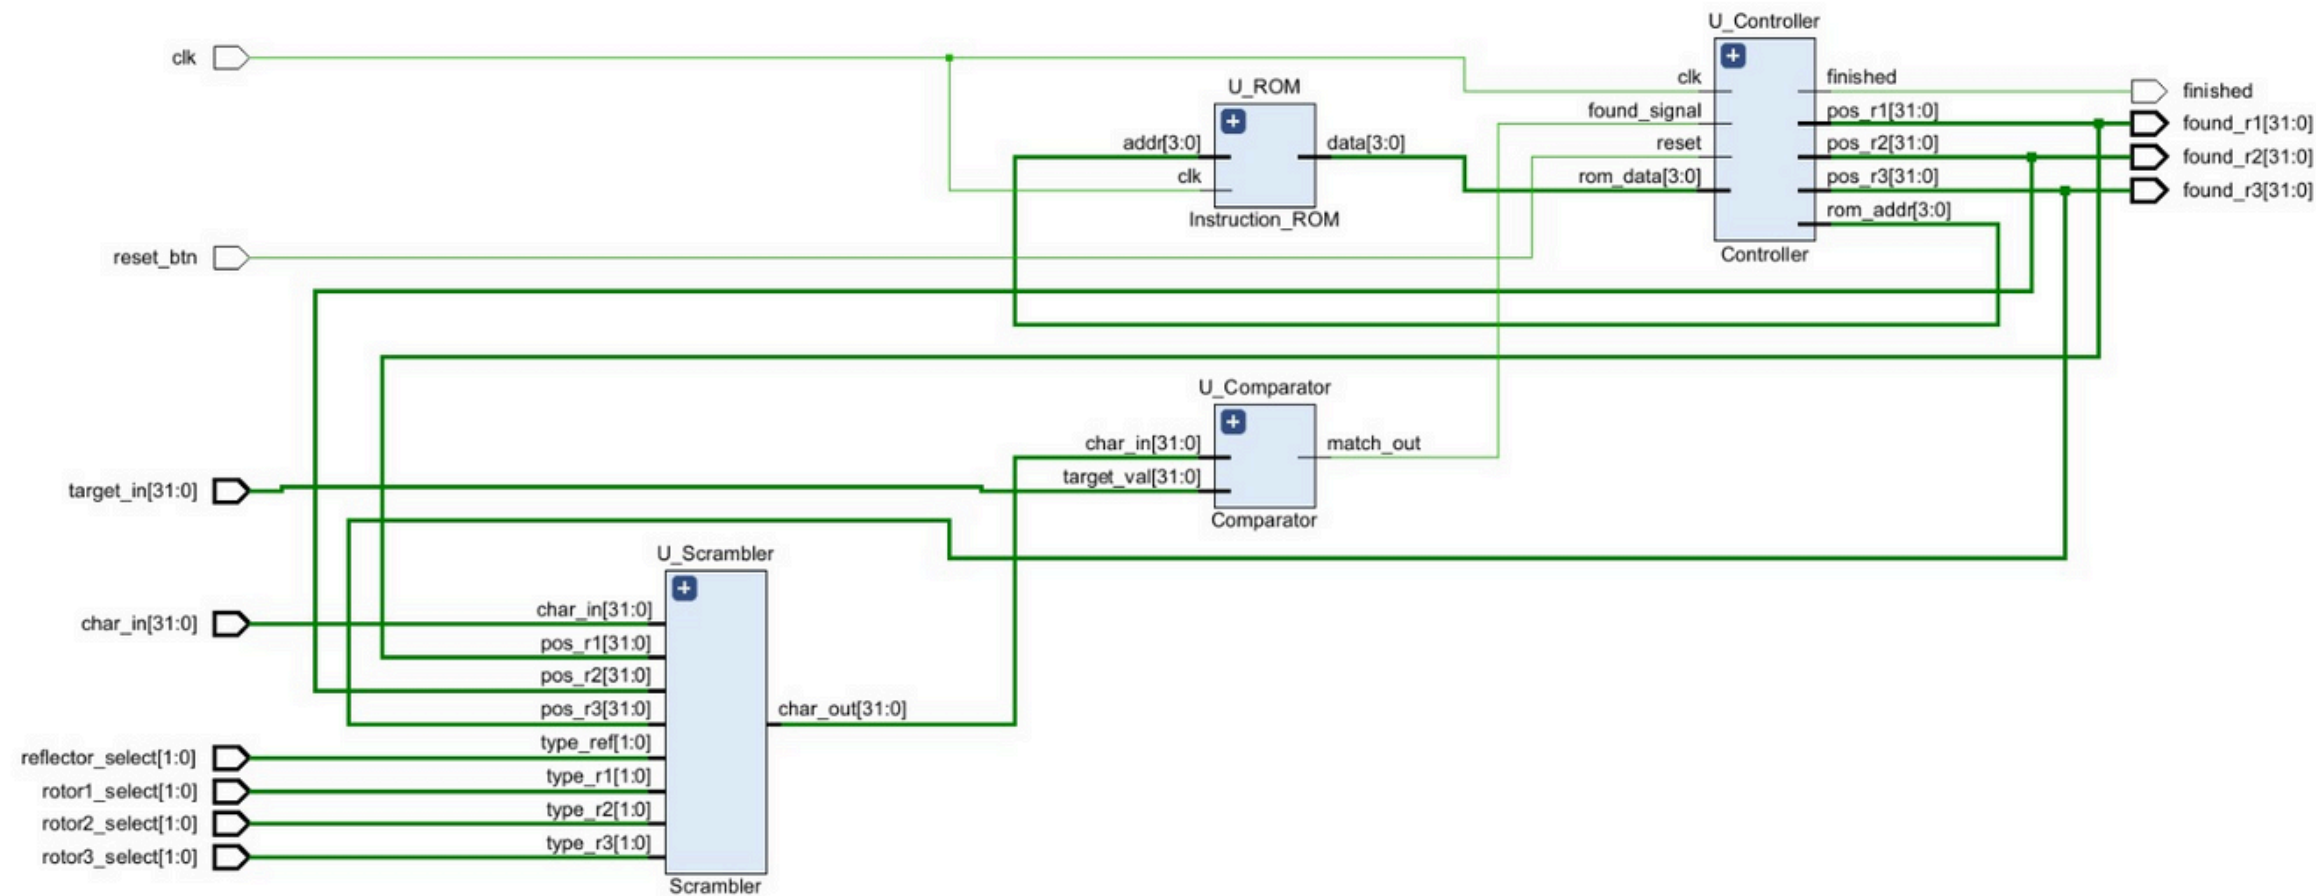 U_Controller
clk
clk
finished
finished
U_ROM
found_signal
pos_r1[31:0]
found_r1[31:0]
addr[3:0]
data[3:0]
reset
pos_r2[31:0]
found_r2[31:0]
clk
rom_data[3:0]
pos_r3[31:0]
found_r3[31:0]
Instruction_ROM
rom_addr[3:0]
reset_btn
Controller
U_Comparator
char_in[31:0]
match_out
target_in[31:0]
target_val[31:0]
Comparator
U_Scrambler
char_in[31:0]
char_in[31:0]
pos_r1[31:0]
pos_r2[31:0]
pos_r3[31:0]
char_out[31:0]
reflector_select[1:0]
type_ref[1:0]
rotor1_select[1:0]
type_r1[1:0]
rotor2_select[1:0]
type_r2[1:0]
rotor3_select[1:0]
type_r3[1:0]
Scrambler